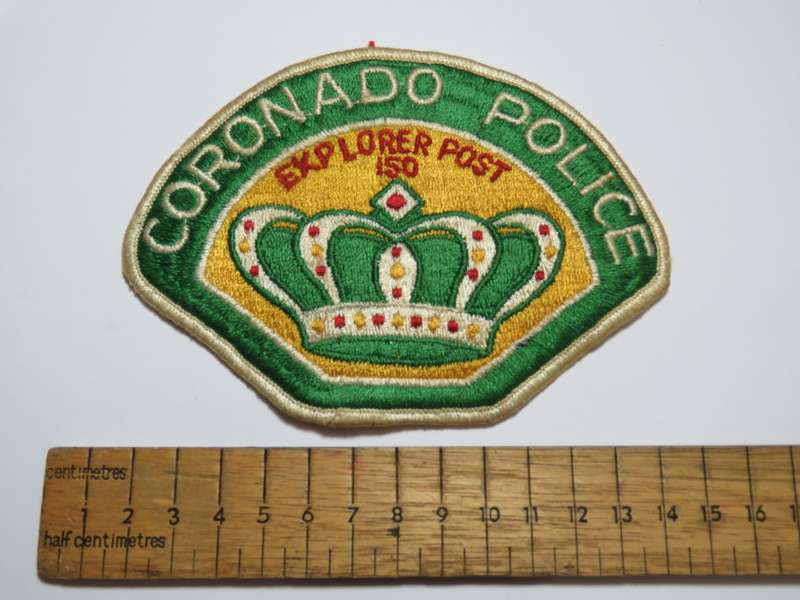 CORONADO POLICE
EXPLORER POST
150
centimetres
1 2 3 4 5 6 7 8 9 10 11 12 13 14 15 16 1
half centimetres